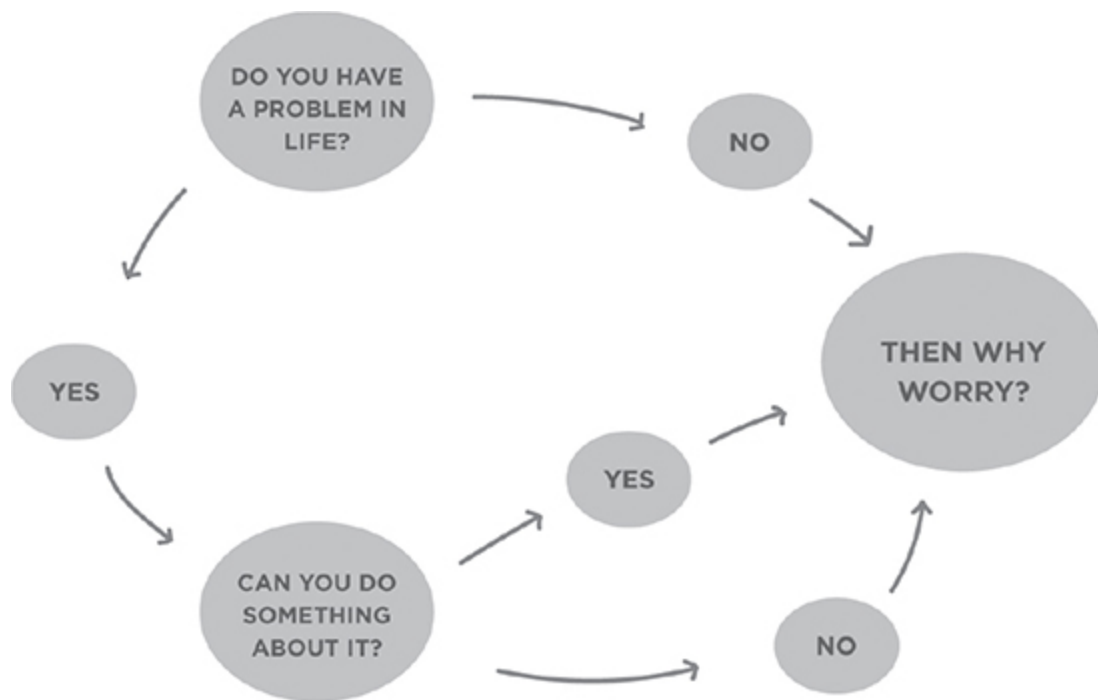 DO YOU HAVE
A PROBLEM IN
LIFE?
NO
YES
THEN WHY
WORRY?
YES
CAN YOU DO
SOMETHING
ABOUT IT?
NO